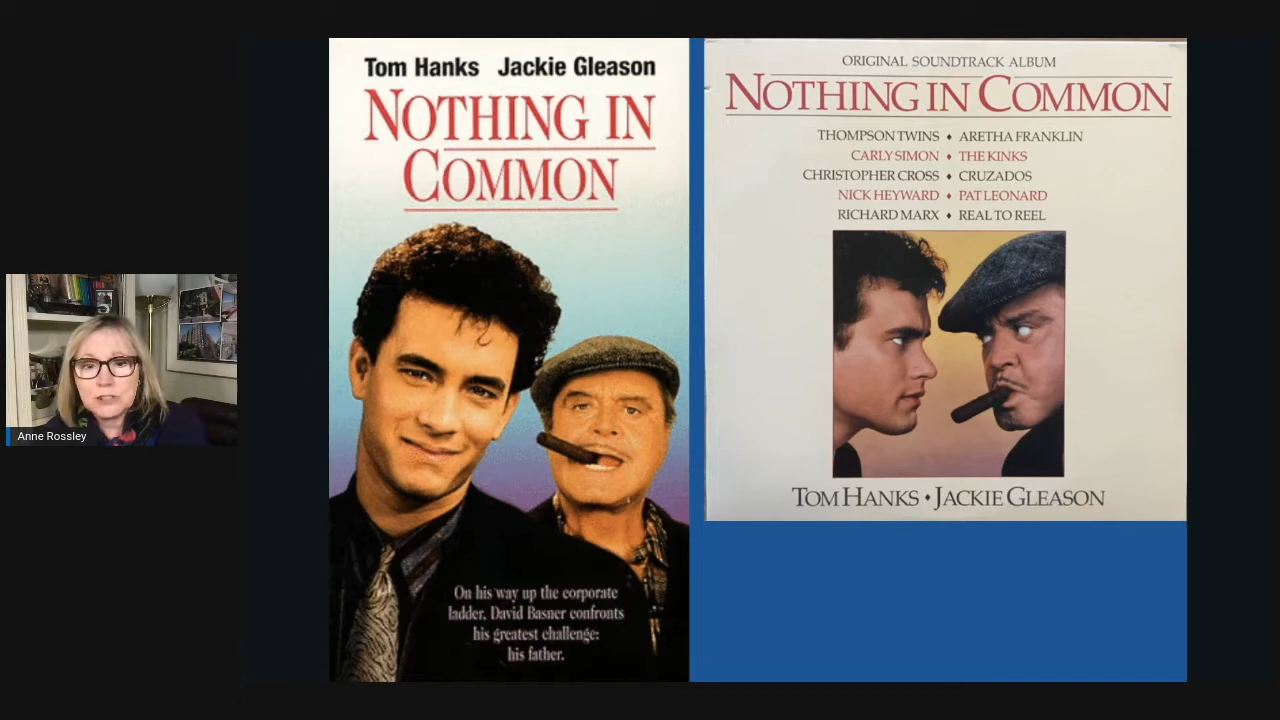 Anne Rossley
Tom Hanks Jackie Gleason
NOTHING IN
COMMON
On his way up the corporate
ladder, David Basner confronts
his greatest challenge:
his father.
ORIGINAL SOUNDTRACK ALBUM
NOTHING IN COMMON
THOMPSON TWINS ♦ ARETHA FRANKLIN
CARLY SIMON ♦ THE KINKS
CHRISTOPHER CROSS ♦ CRUZADOS
NICK HEYWARD ♦ PAT LEONARD
RICHARD MARX ♦ REAL TO REEL
TOM HANKS ♦ JACKIE GLEASON